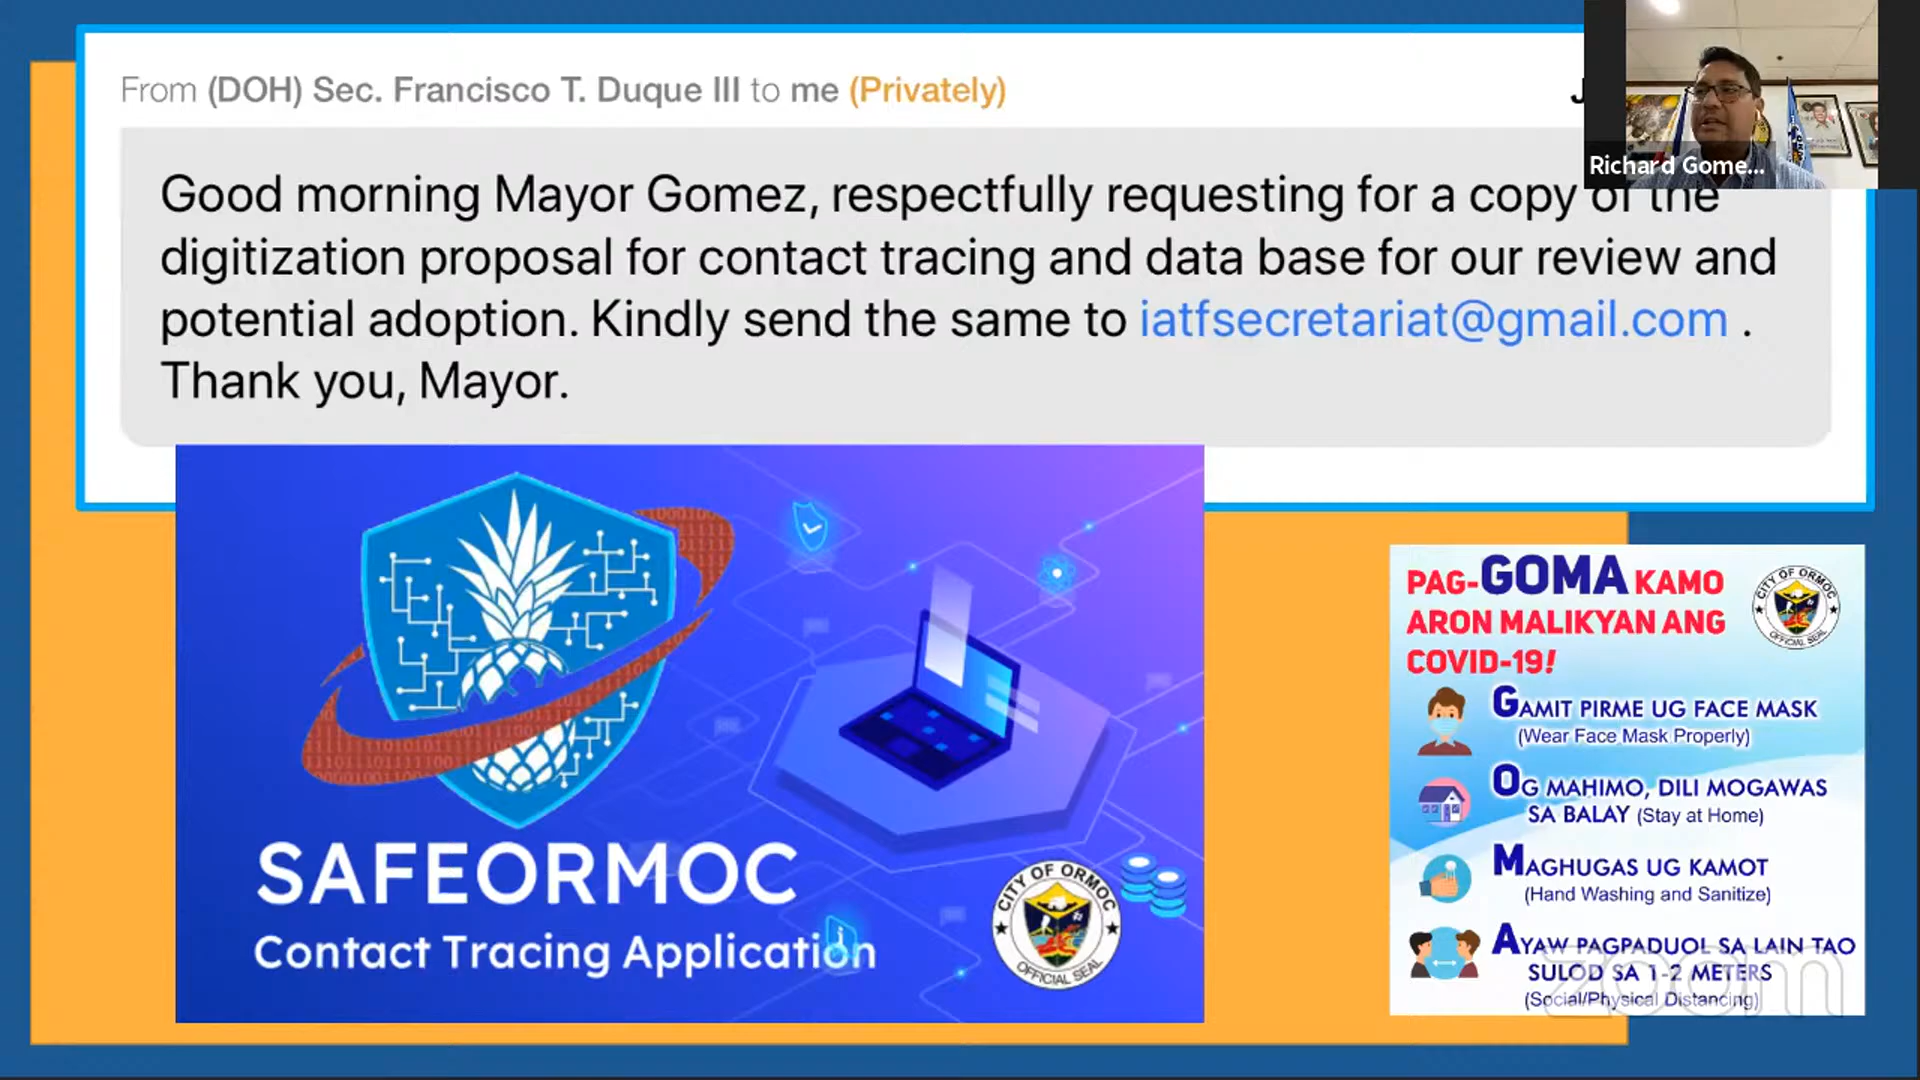 From (DOH) Sec. Francisco T. Duque III to me (Privately)
Richard Gome...
Good morning Mayor Gomez, respectfully requesting for a copy of the
digitization proposal for contact tracing and data base for our review and
potential adoption. Kindly send the same to iatfsecretariat@gmail.com .
Thank you, Mayor.
SAFEORMOC
Contact Tracing Application
CITY OF ORMOC
OFFICIAL SEAL
PAG-GOMA KAMO
ARON MALIKYAN ANG
COVID-19!
CITY OF ORMOC
OFFICIAL SEAL
GAMIT PIRME UG FACE MASK
(Wear Face Mask Properly)
OG MAHIMO, DILI MOGAWAS
SA BALAY (Stay at Home)
MAGHUGAS UG KAMOT
(Hand Washing and Sanitize)
AYAW PAGPADUOL SA LAIN TAO
SULOD SA 1-2 METERS
(Social/Physical Distancing)
zoom